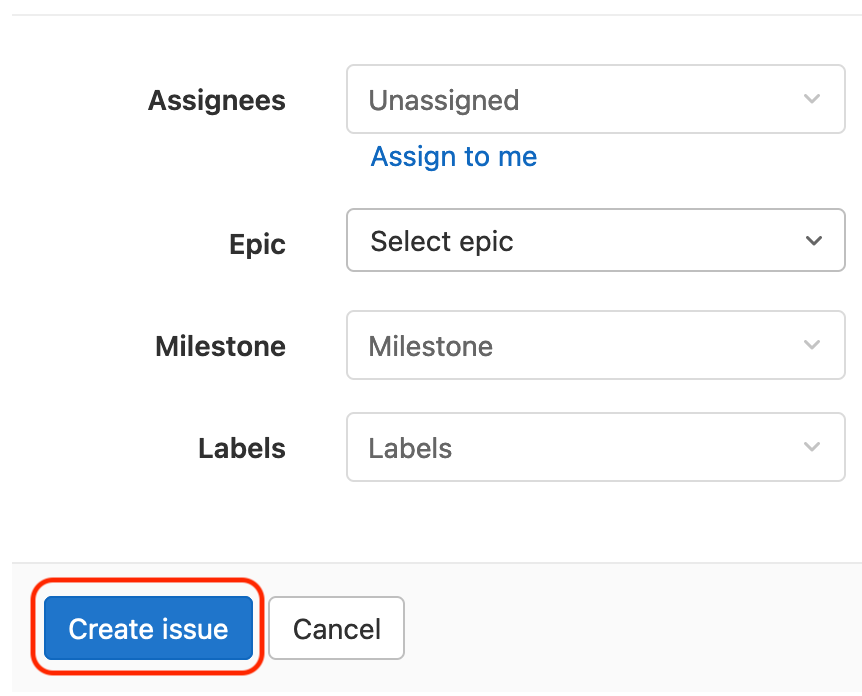 Assignees Unassigned
Assign to me
Epic Select epic
Milestone Milestone
Labels Labels
Create issue Cancel